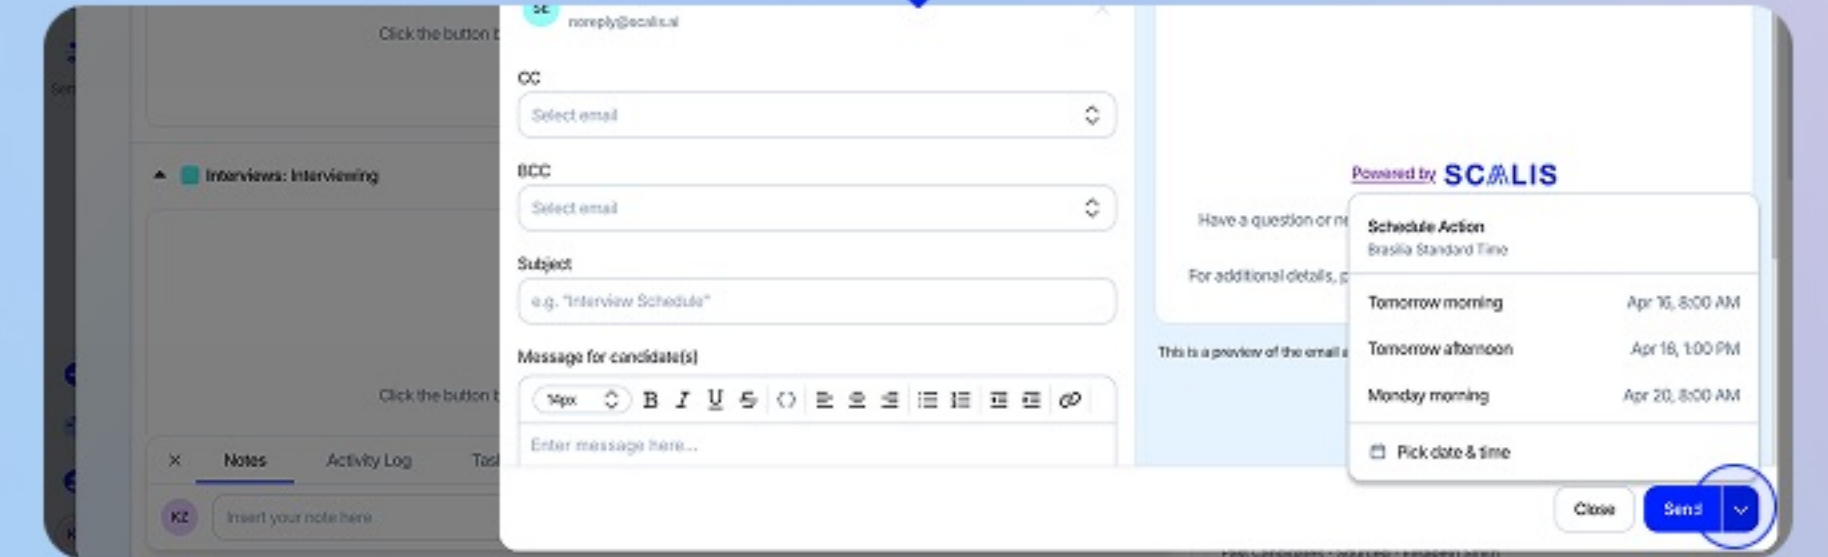 Click the button
Interviews: Interviewing
Click the button
Notes
Activity Log
KZ
Insert your note here
SE
noreply@scalis.ai
CC
Select email
BCC
Select email
Subject
e.g. "Interview Schedule"
Message for candidate(s)
14px
Enter message here...
Powered by SCALIS
Have a question or
For additional details,
This is a preview of the email
Schedule Action
Brasilia Standard Time
Tomorrow morning Apr 16, 8:00 AM
Tomorrow afternoon Apr 16, 1:00 PM
Monday morning Apr 20, 8:00 AM
Pick date & time
Close
Send